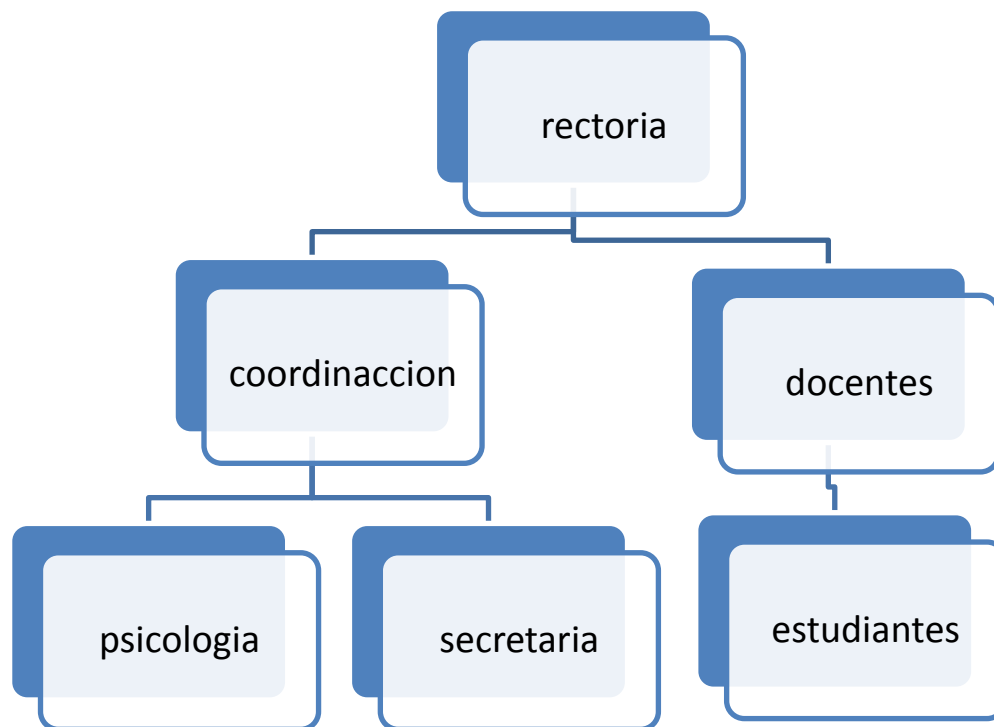 rectoria
coordinaccion
docentes
psicologia
secretaria
estudiantes